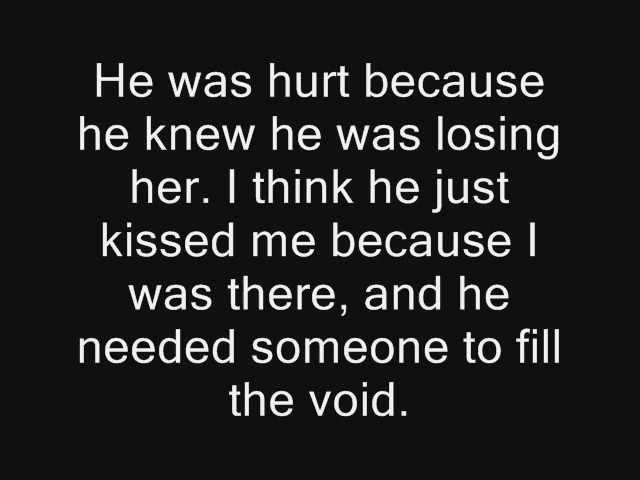 He was hurt because
he knew he was losing
her. I think he just
kissed me because I
was there, and he
needed someone to fill
the void.